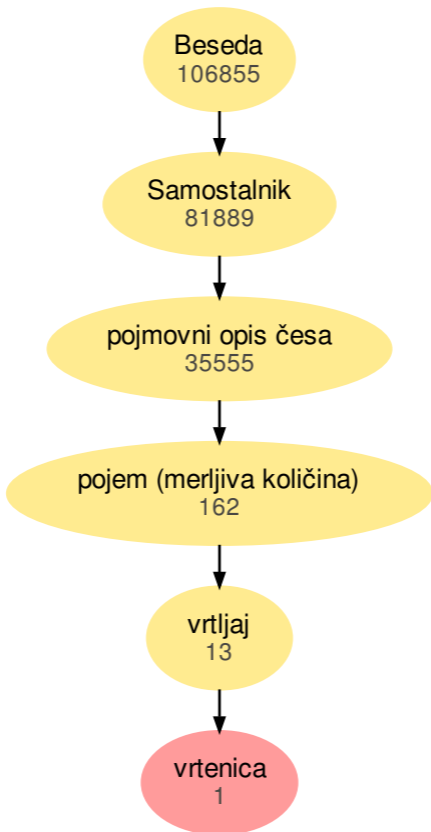 Beseda
106855
Samostalnik
81889
pojmovni opis česa
35555
pojem (merljiva količina)
162
vrtljaj
13
vrtenica
1